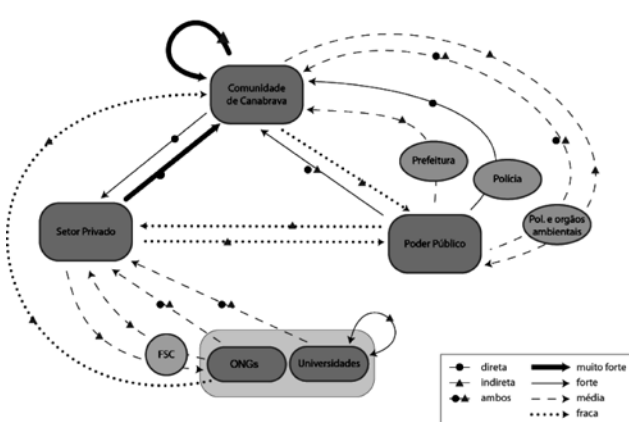 Comunidade
de Canabrava
Prefeitura
Polícia
Setor Privado
Poder Público
Pol. e orgãos
ambientais
FSC
ONGs
Universidades
direta
indireta
ambos
muito forte
forte
média
fraca